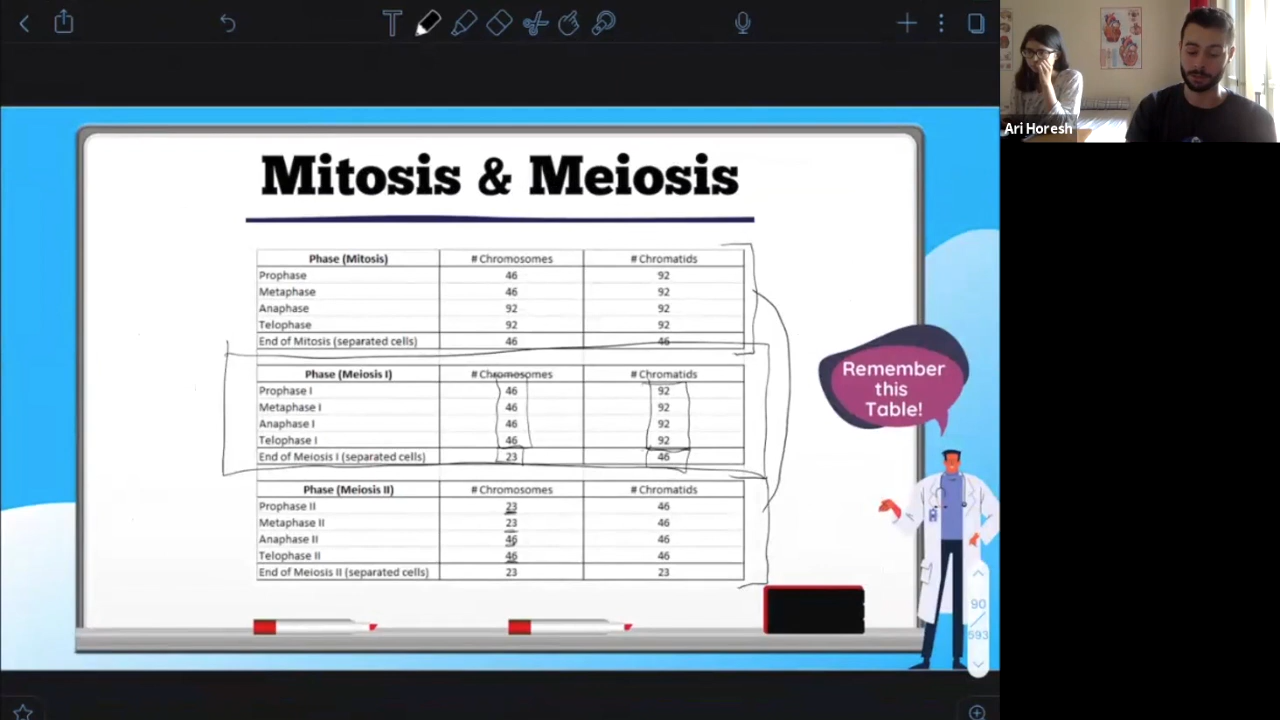 T
Ari Horesh
Mitosis & Meiosis
Phase (Mitosis) # Chromosomes # Chromatids
Prophase 46 92
Metaphase 46 92
Anaphase 92 92
Telophase 92 92
End of Mitosis (separated cells) 46 46
Phase (Meiosis I) # Chromosomes # Chromatids
Prophase I 46 92
Metaphase I 46 92
Anaphase I 46 92
Telophase I 46 92
End of Meiosis I (separated cells) 23 46
Phase (Meiosis II) # Chromosomes # Chromatids
Prophase II 23 46
Metaphase II 23 46
Anaphase II 46 46
Telophase II 46 46
End of Meiosis II (separated cells) 23 23
Remember
this
Table!
90
/
593